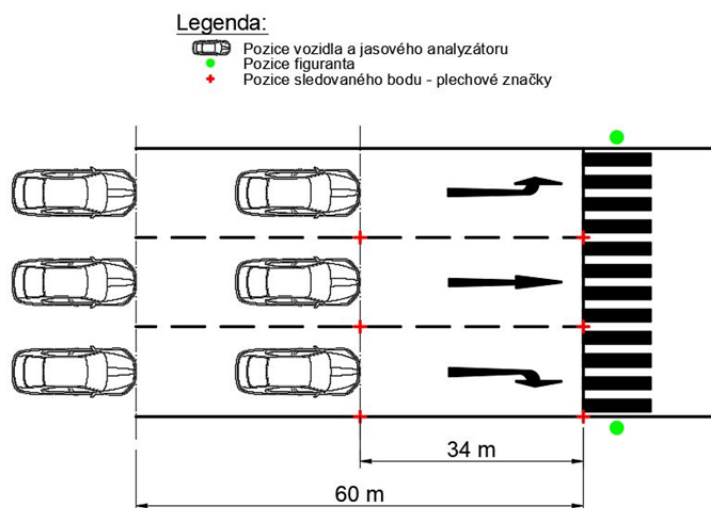 Legenda:
Pozice vozidla a jasového analyzátoru
Pozice figuranta
Pozice sledovaného bodu - plechové značky
34 m
60 m